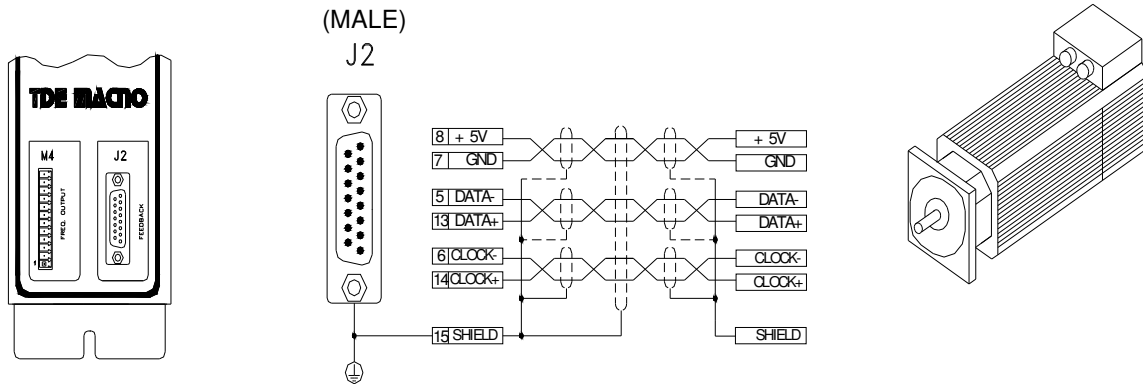 TDE MACNO
M4
J2
FREQ. OUTPUT
FEEDBACK
1
(MALE)
J2
8 + 5V
7 GND
5 DATA-
13 DATA+
6 CLOCK-
14 CLOCK+
15 SHIELD
+ 5V
GND
DATA-
DATA+
CLOCK-
CLOCK+
SHIELD